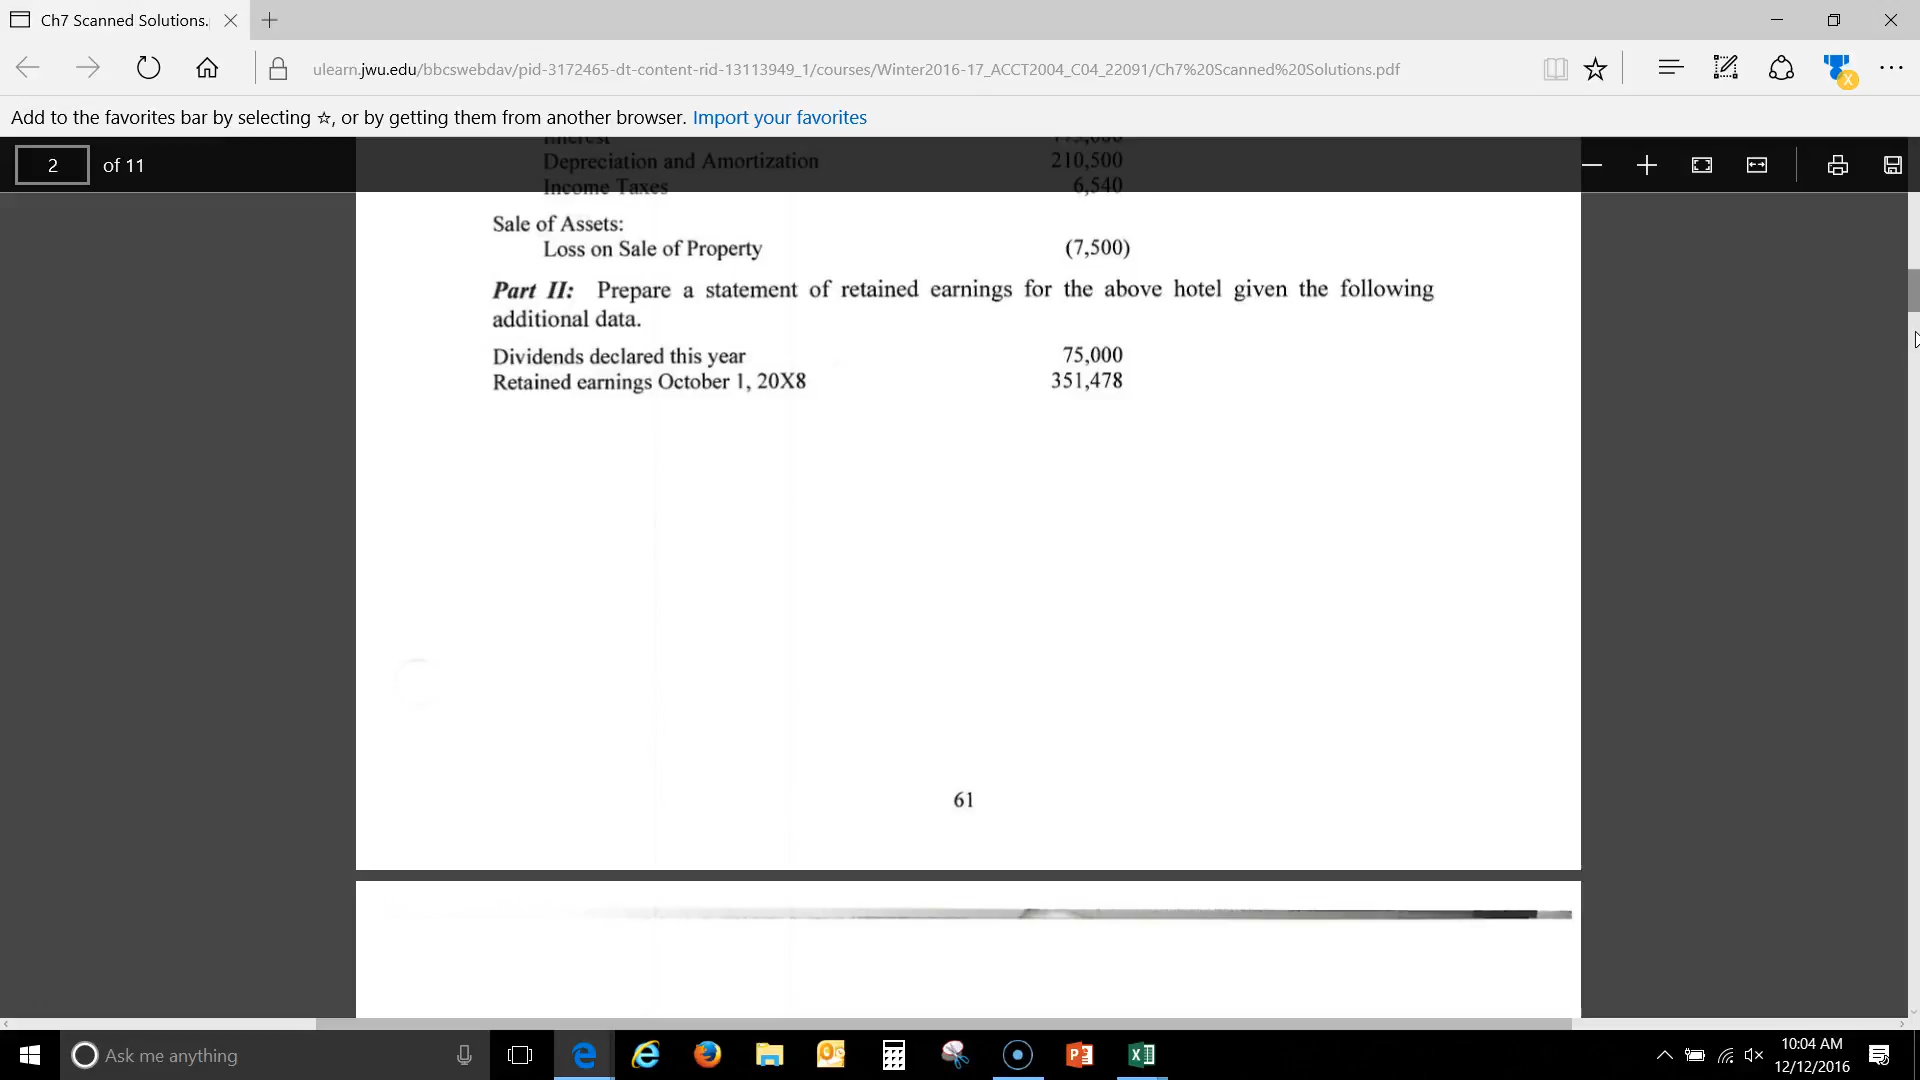 Ch7 Scanned Solutions.
ulearn.jwu.edu/bbcswebdav/pid-3172465-dt-content-rid-13113949_1/courses/Winter2016-17_ACCT2004_C04_22091/Ch7%20Scanned%20Solutions.pdf
Add to the favorites bar by selecting ☆, or by getting them from another browser. Import your favorites
2 of 11
Depreciation and Amortization 210,500
Income Taxes 6,540
Sale of Assets:
Loss on Sale of Property (7,500)
Part II: Prepare a statement of retained earnings for the above hotel given the following
additional data.
Dividends declared this year 75,000
Retained earnings October 1, 20X8 351,478
61
Ask me anything
10:04 AM
12/12/2016